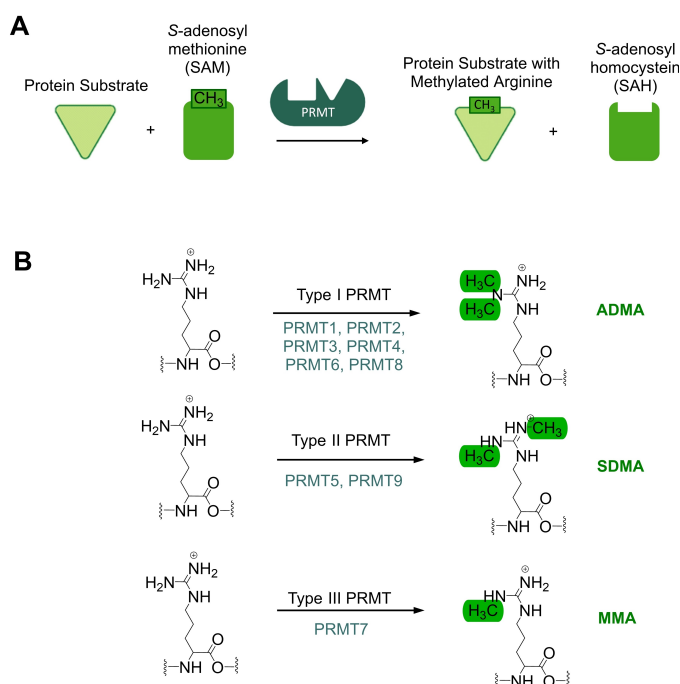 A
Protein Substrate
+
S-adenosyl
methionine
(SAM)
CH3
PRMT
Protein Substrate with
Methylated Arginine
CH3
+
S-adenosyl
homocystein
(SAH)
B
H2N
⊕
NH2
NH
O
NH
O
Type I PRMT
PRMT1, PRMT2,
PRMT3, PRMT4,
PRMT6, PRMT8
H3C
N
H3C
⊕
NH2
NH
O
NH
O
ADMA
H2N
⊕
NH2
NH
O
NH
O
Type II PRMT
PRMT5, PRMT9
HN
H3C
⊕
HN
CH3
NH
O
NH
O
SDMA
H2N
⊕
NH2
NH
O
NH
O
Type III PRMT
PRMT7
HN
H3C
⊕
NH2
NH
O
NH
O
MMA